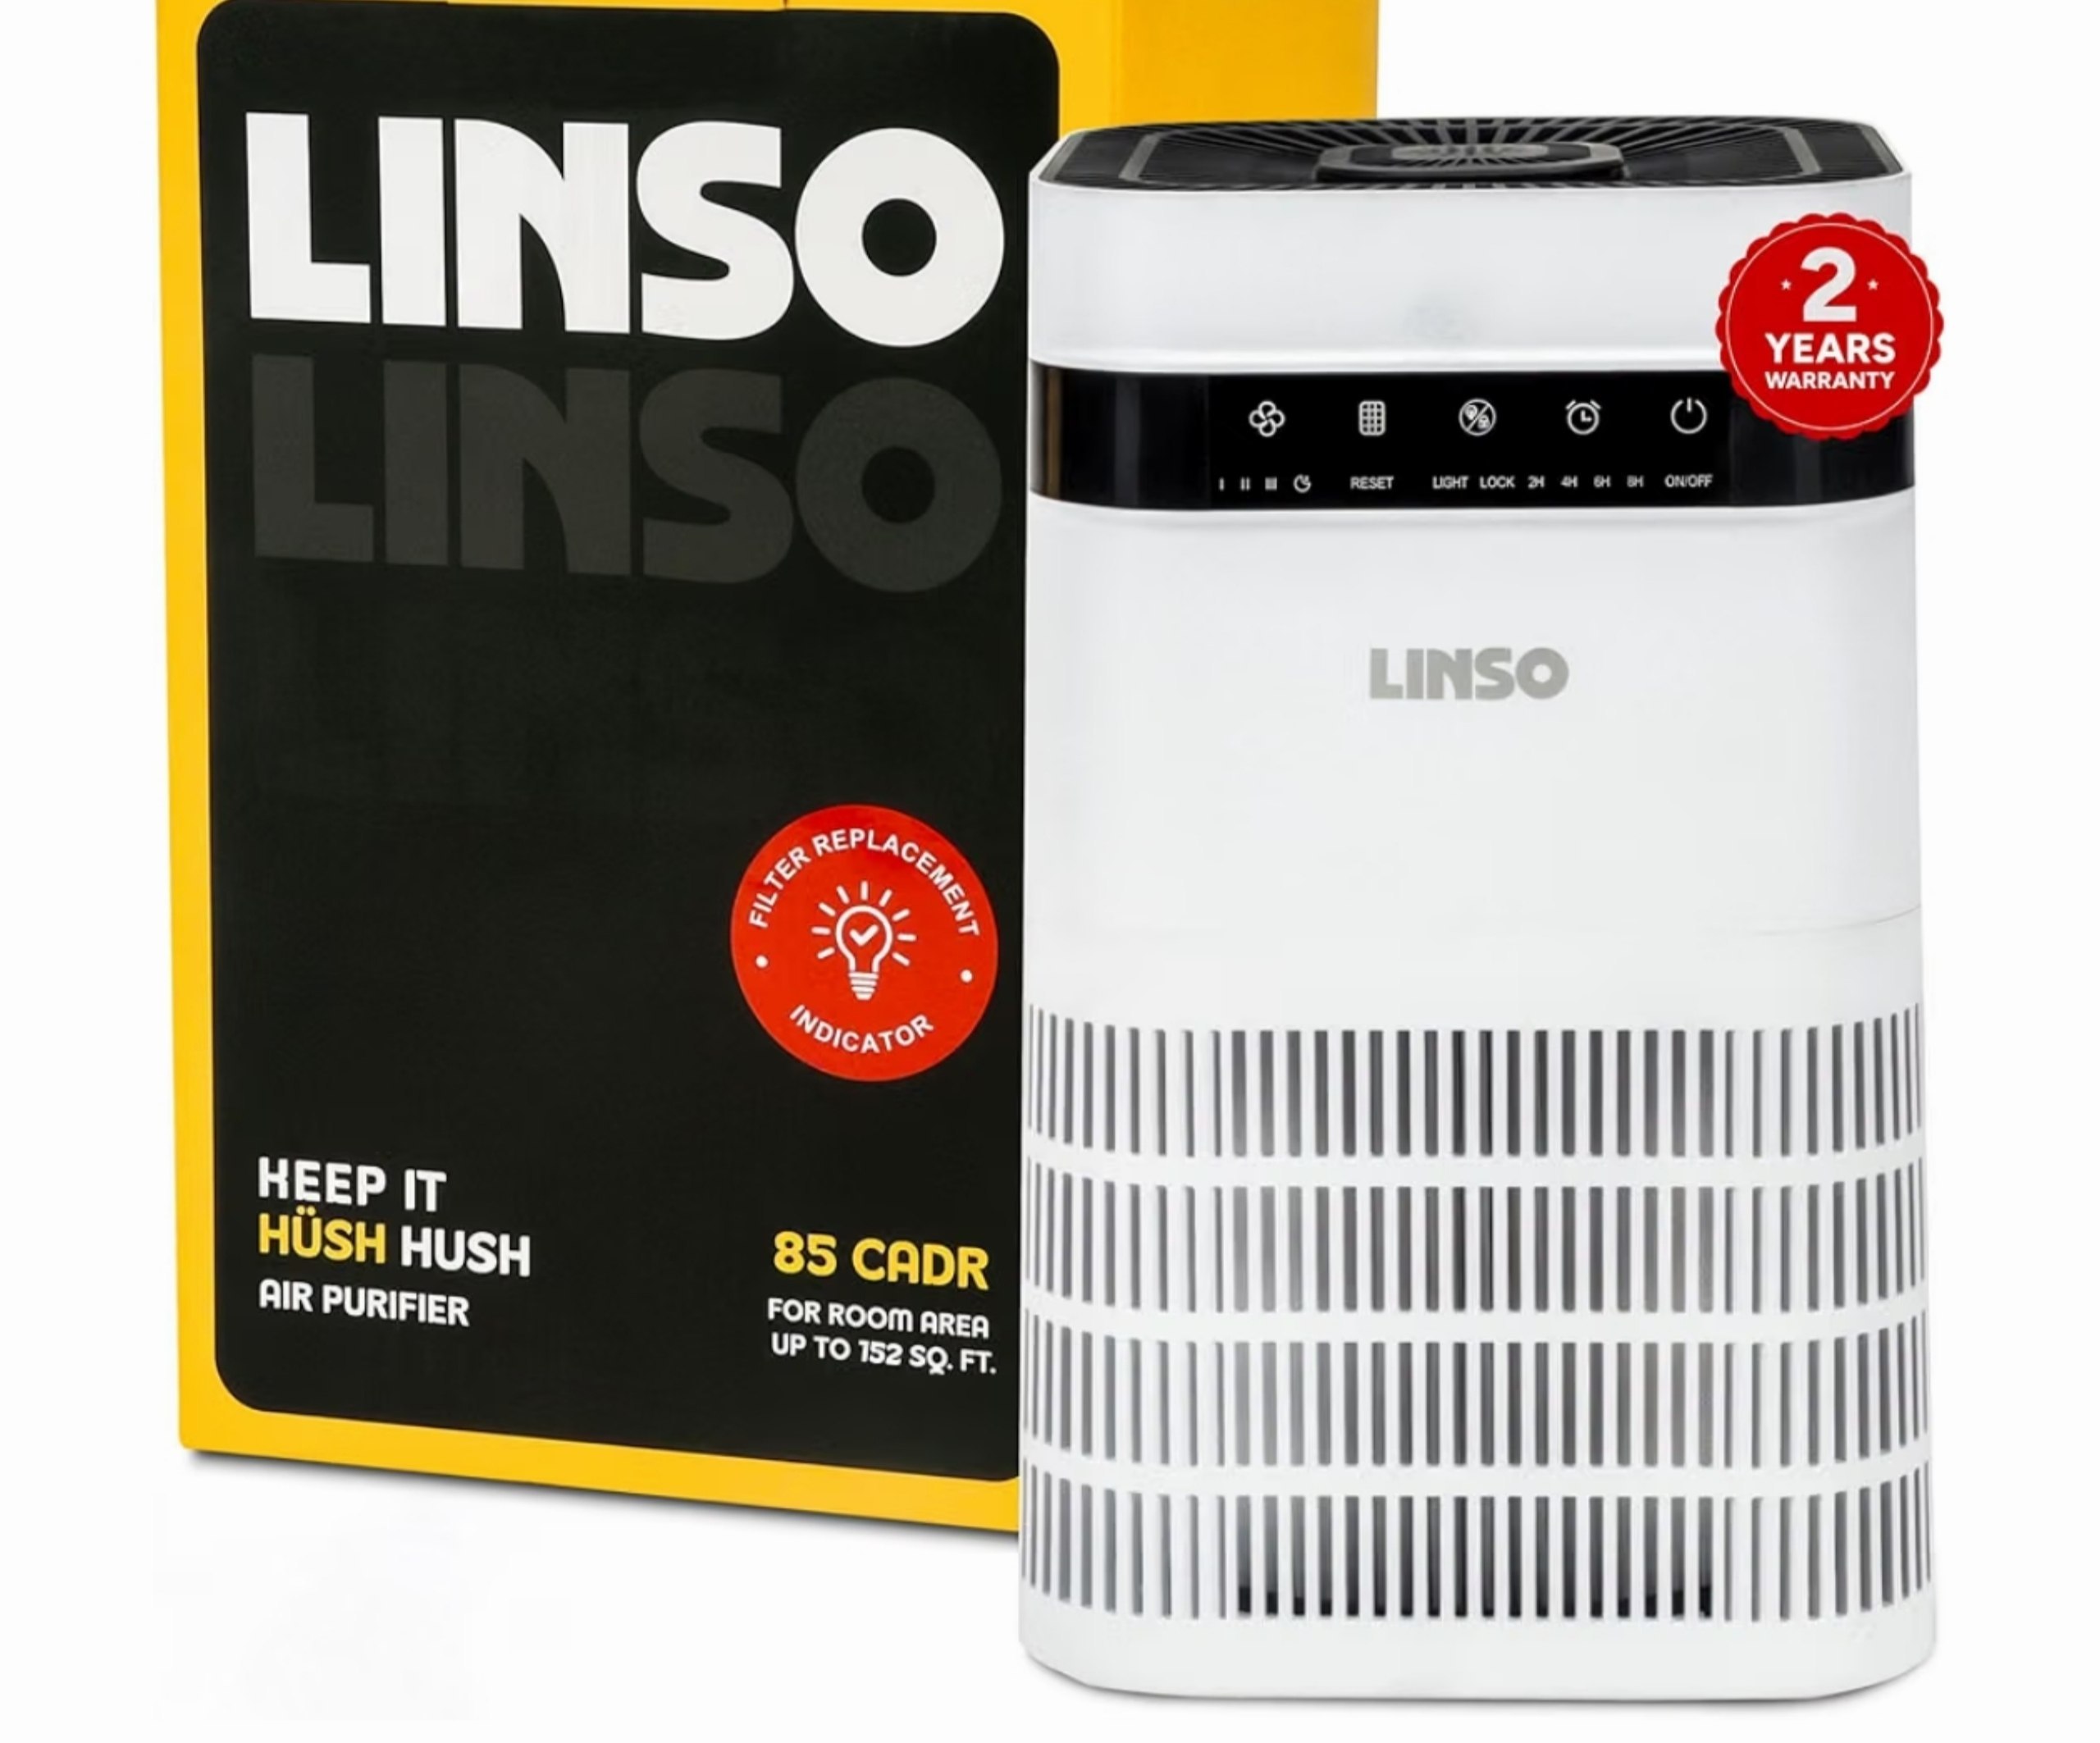 LINSO
LINSO
FILTER REPLACEMENT
INDICATOR
KEEP IT
HÜSH HUSH
AIR PURIFIER
85 CADR
FOR ROOM AREA
UP TO 152 SQ. FT.
2
YEARS
WARRANTY
I II III RESET LIGHT LOCK 2H 4H 6H 8H ON/OFF
LINSO